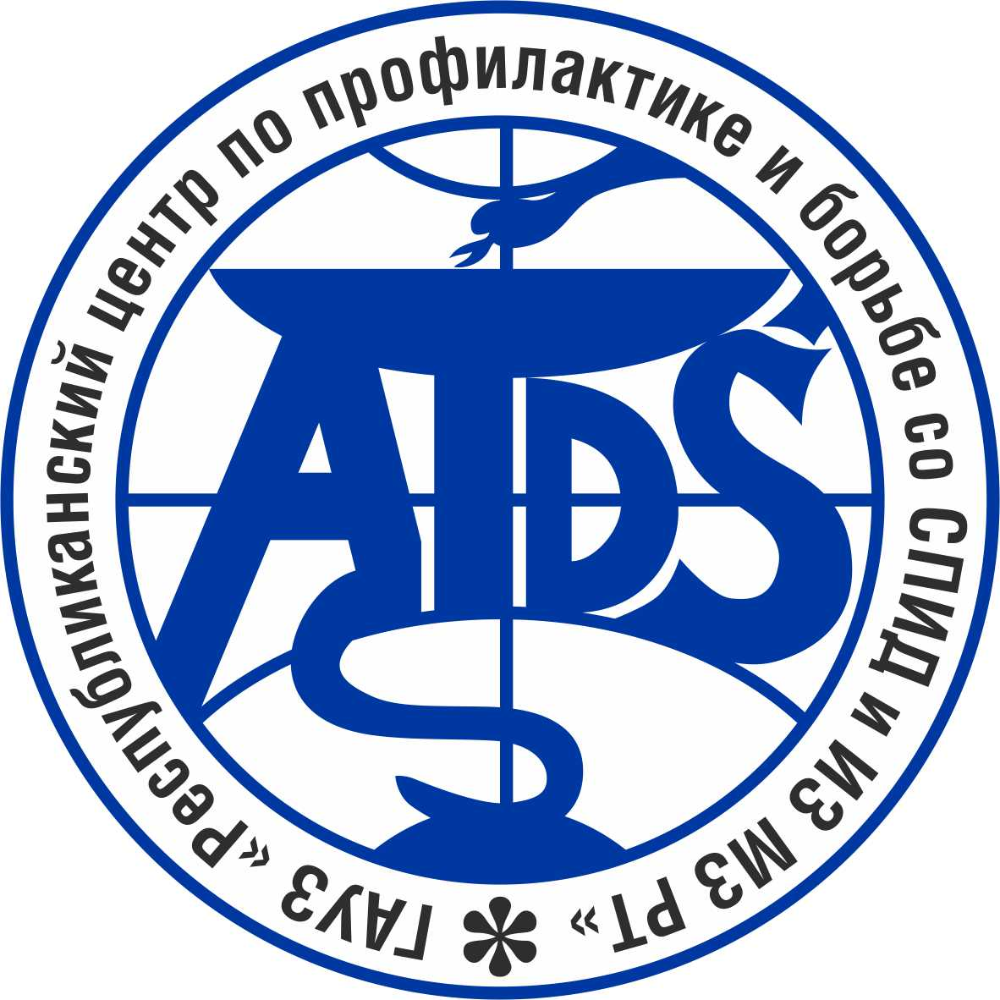 ГАУЗ «Республиканский центр по профилактике и борьбе со СПИД и ИЗ МЗ РТ»
AIDS